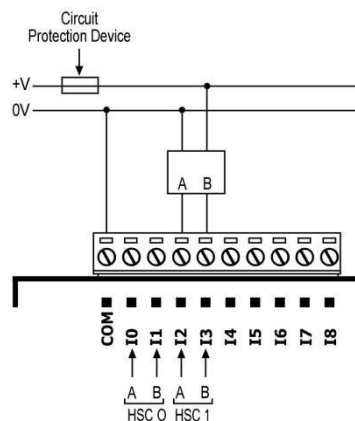 Circuit
Protection Device
+V
0V
A B
COM I0 I1 I2 I3 I4 I5 I6 I7 I8
A B A B
HSC 0 HSC 1